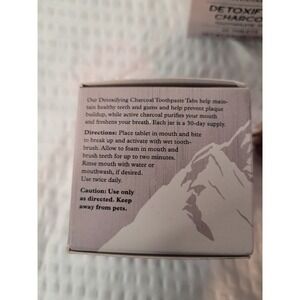 DETOXIF
CHARCO
Our Detoxifying Charcoal Toothpaste Tabs help main-
tain healthy teeth and gums and help prevent plaque
buildup, while active charcoal purifies your mouth
and freshens your breath. Each jar is a 30-day supply.
Directions: Place tablet in mouth and bite
to break up and activate with wet tooth-
brush. Allow to foam in mouth and
brush teeth for up to two minutes.
Rinse mouth with water or
mouthwash, if desired.
Use twice daily.
Caution: Use only
as directed. Keep
away from pets.